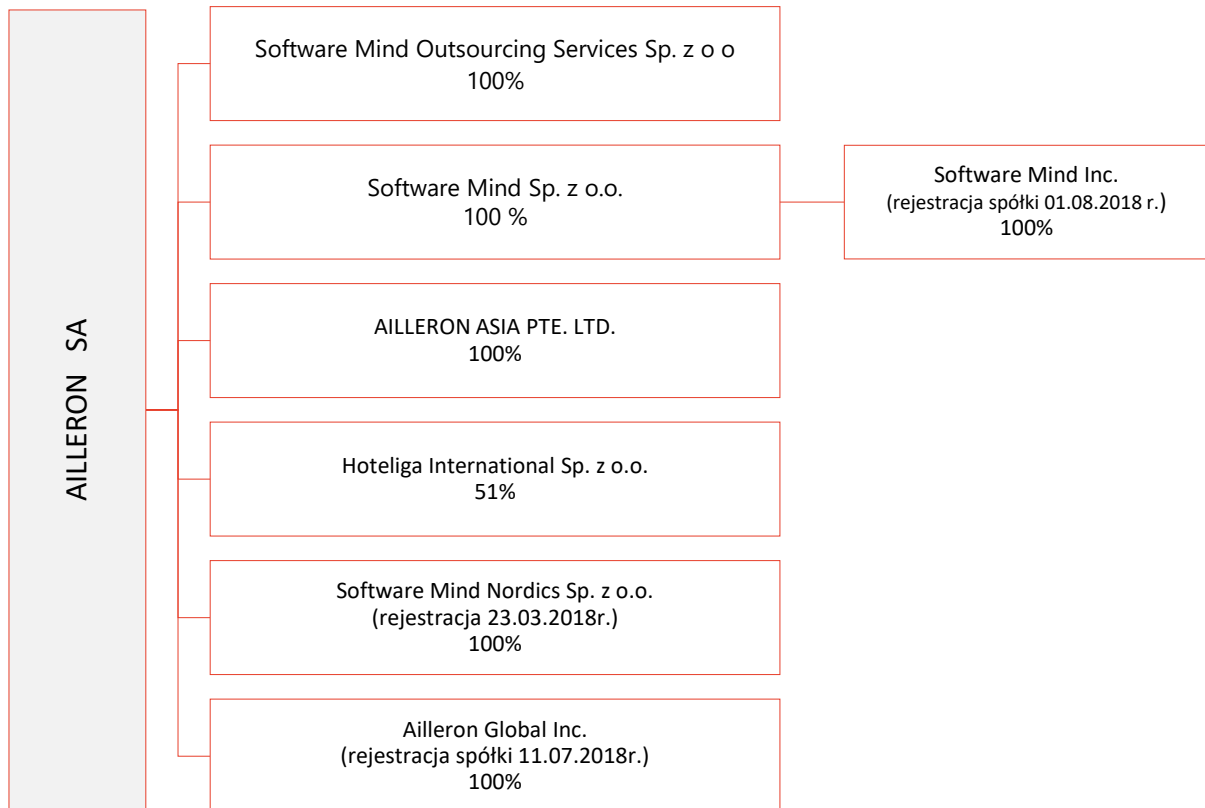 AILLERON SA
Software Mind Outsourcing Services Sp. z o o
100%
Software Mind Sp. z o.o.
100 %
Software Mind Inc.
(rejestracja spółki 01.08.2018 r.)
100%
AILLERON ASIA PTE. LTD.
100%
Hoteliga International Sp. z o.o.
51%
Software Mind Nordics Sp. z o.o.
(rejestracja 23.03.2018r.)
100%
Ailleron Global Inc.
(rejestracja spółki 11.07.2018r.)
100%